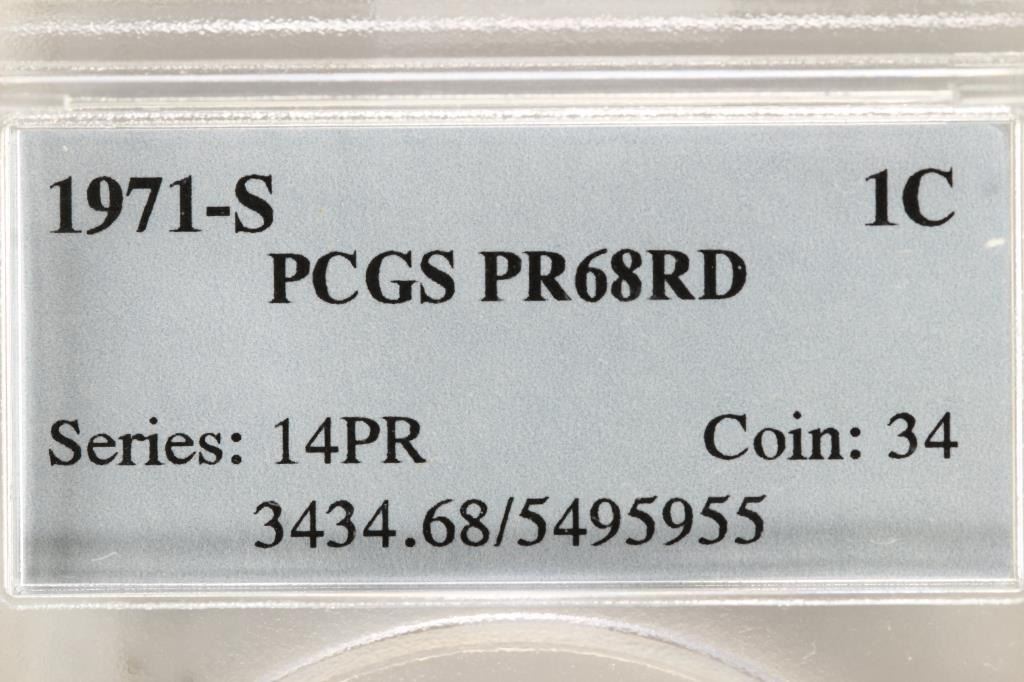 1971-S 1C
PCGS PR68RD
Series: 14PR Coin: 34
3434.68/5495955